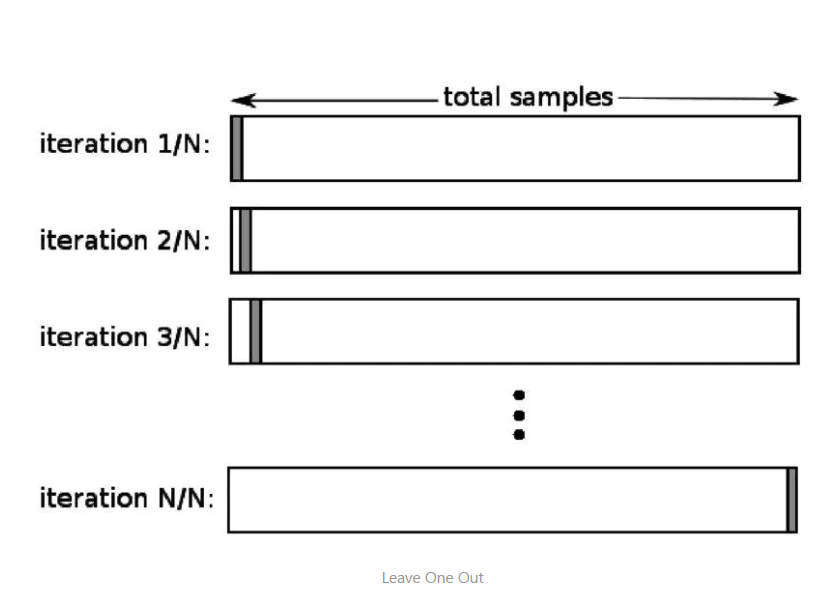 total samples
iteration 1/N:
iteration 2/N:
iteration 3/N:
iteration N/N:
Leave One Out